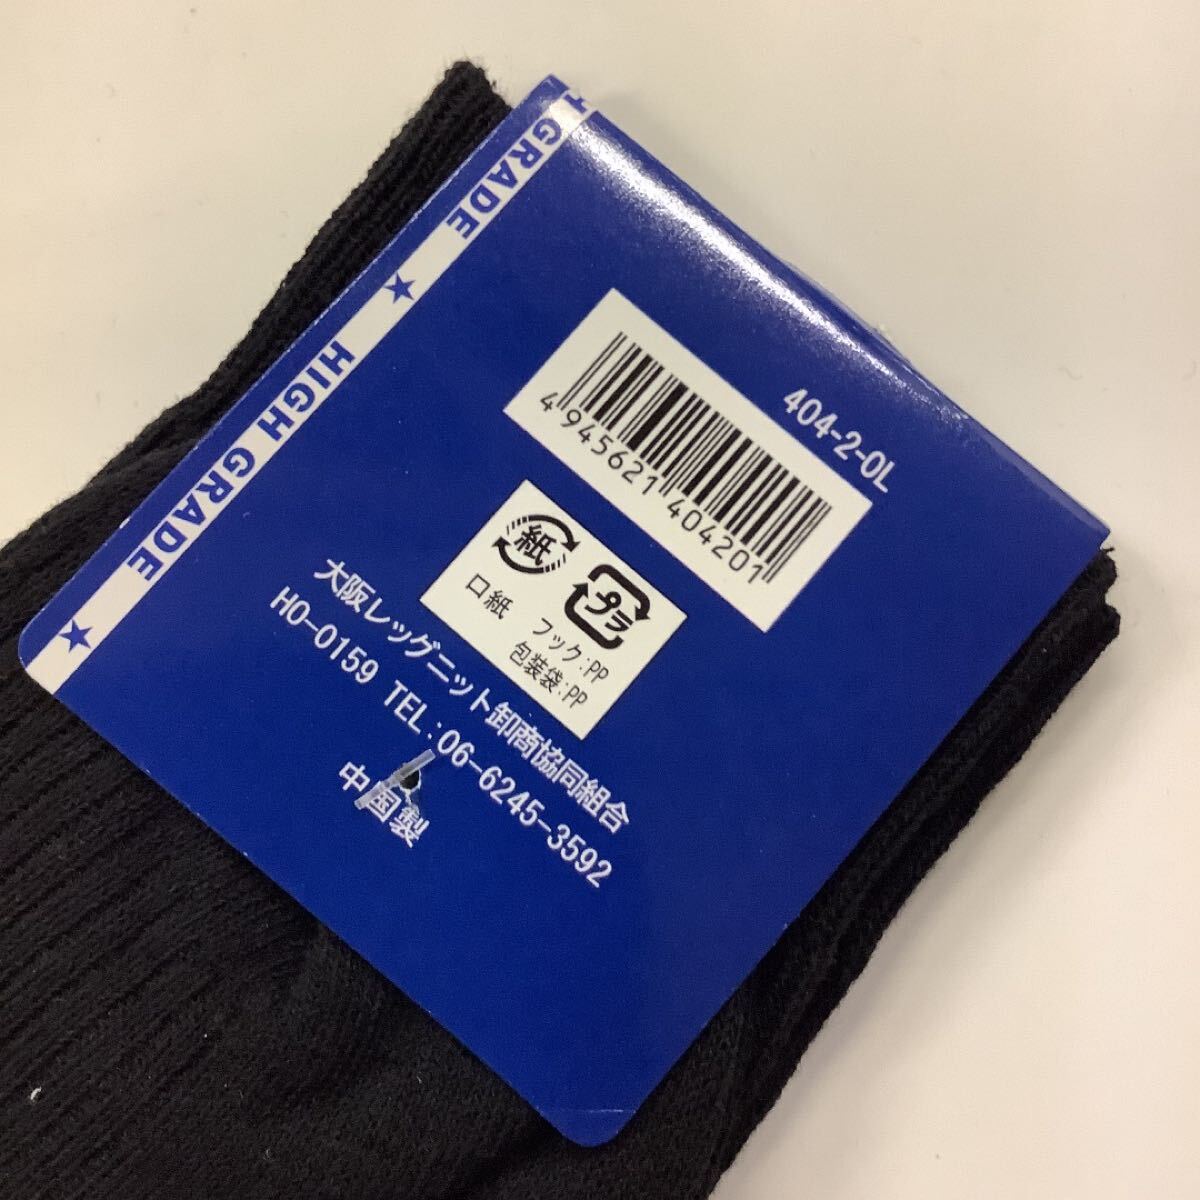 H GRADE ★ HIGH GRADE ★
404-2-0L
4945621404201
紙
プラ
口紙
フック:PP
包装袋:PP
大阪レッグニット卸商協同組合
HO-0159 TEL:06-6245-3592
中国製